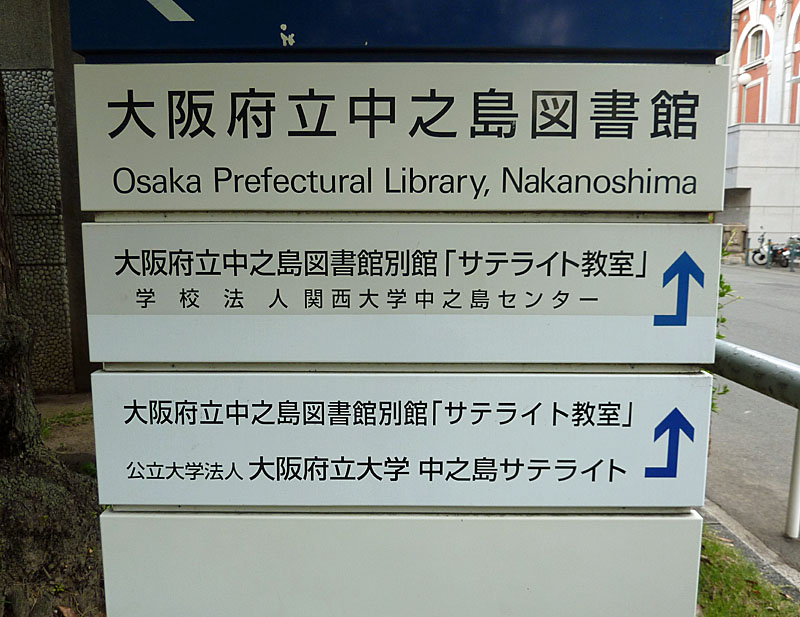 大阪府立中之島図書館
Osaka Prefectural Library, Nakanoshima
大阪府立中之島図書館別館「サテライト教室」
学校法人関西大学中之島センター
大阪府立中之島図書館別館「サテライト教室」
公立大学法人 大阪府立大学 中之島サテライト